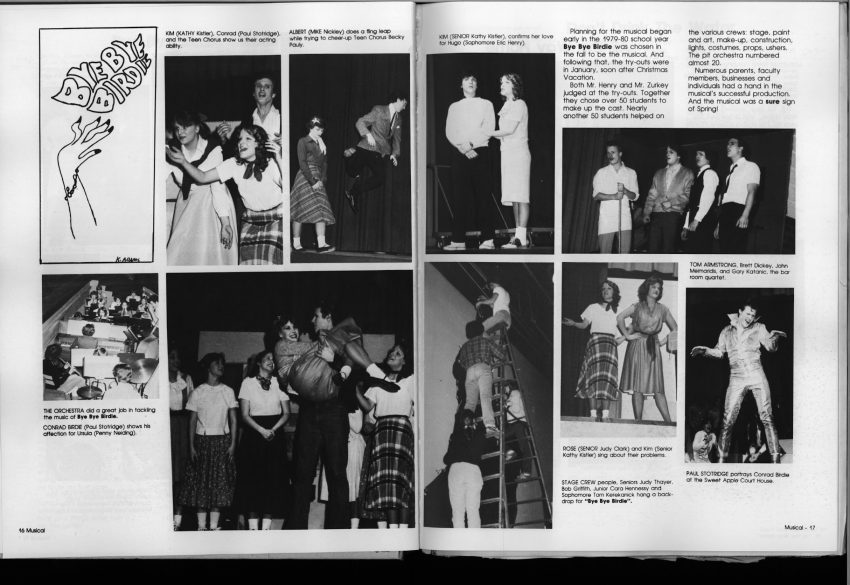 BYE BYE
BIRDIE
K. ADAMS
KIM (KATHY Kistler), Conrad (Paul Stotridge),
and the Teen Chorus show us their acting
ability.
ALBERT (MIKE Nickley) does a fling leap
while trying to cheer-up Teen Chorus Becky
Pauly.
THE ORCHESTRA did a great job in tackling
the music of Bye Bye Birdie.
CONRAD BIRDIE (Paul Stotridge) shows his
affection for Ursula (Penny Neiding).
46 Musical
KIM (SENIOR Kathy Kistler), confirms her love
for Hugo (Sophomore Eric Henry).
Planning for the musical began
early in the 1979-80 school year
Bye Bye Birdie was chosen in
the fall to be the musical. And
following that, the try-outs were
in January, soon after Christmas
Vacation.
Both Mr. Henry and Mr. Zurkey
judged at the try-outs. Together
they chose over 50 students to
make up the cast. Nearly
another 50 students helped on
the various crews: stage, paint
and art, make-up, construction,
lights, costumes, props, ushers.
The pit orchestra numbered
almost 20.
Numerous parents, faculty
members, businesses and
individuals had a hand in the
musical's successful production.
And the musical was a sure sign
of Spring!
TOM ARMSTRONG, Brett Dickey, John
Mermarids, and Gary Katanic, the bar
room quartet.
ROSE (SENIOR Judy Clark) and Kim (Senior
Kathy Kistler) sing about their problems.
STAGE CREW people, Seniors Judy Thayer,
Bob Griffith, Junior Cara Hennessy and
Sophomore Tom Kerekanick hang a back-
drop for "Bye Bye Birdie".
PAUL STOTRIDGE portrays Conrad Birdie
at the Sweet Apple Court House.
Musical - 47